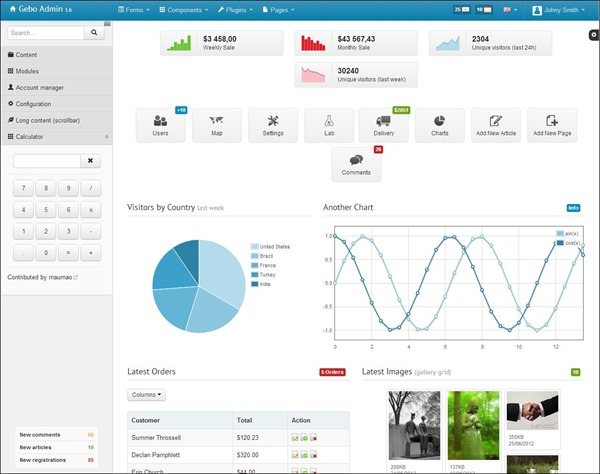 Gebo Admin 1.6 Forms Components Plugins Pages 25 10 Johny Smith
Search...
Content
Modules
Account manager
Configuration
Long content (scrollbar)
Calculator
7 8 9 /
4 5 6 x
1 2 3 -
. 0 = +
Contributed by maumao
New comments
New articles 10
New registrations 85
$3 458,00
Weekly Sale
$43 567,43
Monthly Sale
2304
Unique visitors (last 24h)
30240
Unique visitors (last week)
+10
Users
Map
Settings
Lab
$2851
Delivery
Charts
Add New Article
Add New Page
26
Comments
Visitors by Country last week
United States
Brazil
France
Turkey
India
Another Chart Info
sin(x)
cos(x)
1.0
0.5
0.0
-1.0
0 2 4 6 8 10 12
Latest Orders 5 Orders
Columns
Customer Total Action
Summer Throssell $120.23
Declan Pamphlett $320.00
Erin Church $44.00
Latest Images (gallery grid) 10
200KB
137KB
355KB
25/06/2012